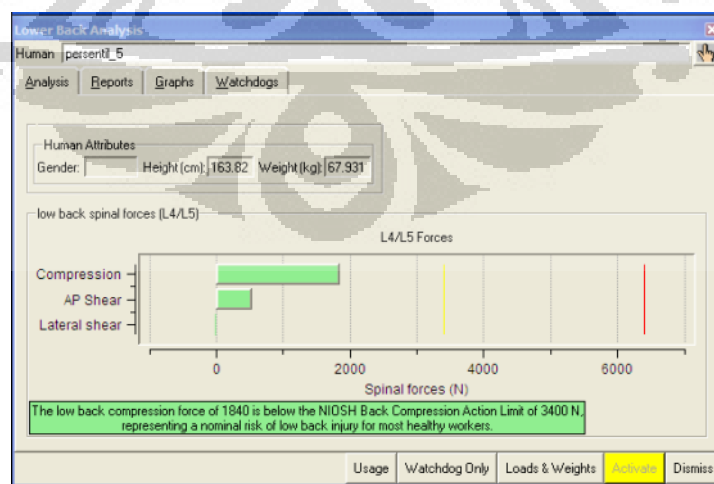 Lower Back Analysis
Human persentil_5
Analysis Reports Graphs Watchdogs
Human Attributes
Gender: Height (cm): 163.82 Weight (kg): 67.931
low back spinal forces (L4/L5)
L4/L5 Forces
Compression
AP Shear
Lateral shear
0 2000 4000 6000
Spinal forces (N)
The low back compression force of 1840 is below the NIOSH Back Compression Action Limit of 3400 N,
representing a nominal risk of low back injury for most healthy workers.
Usage Watchdog Only Loads & Weights Activate Dismiss